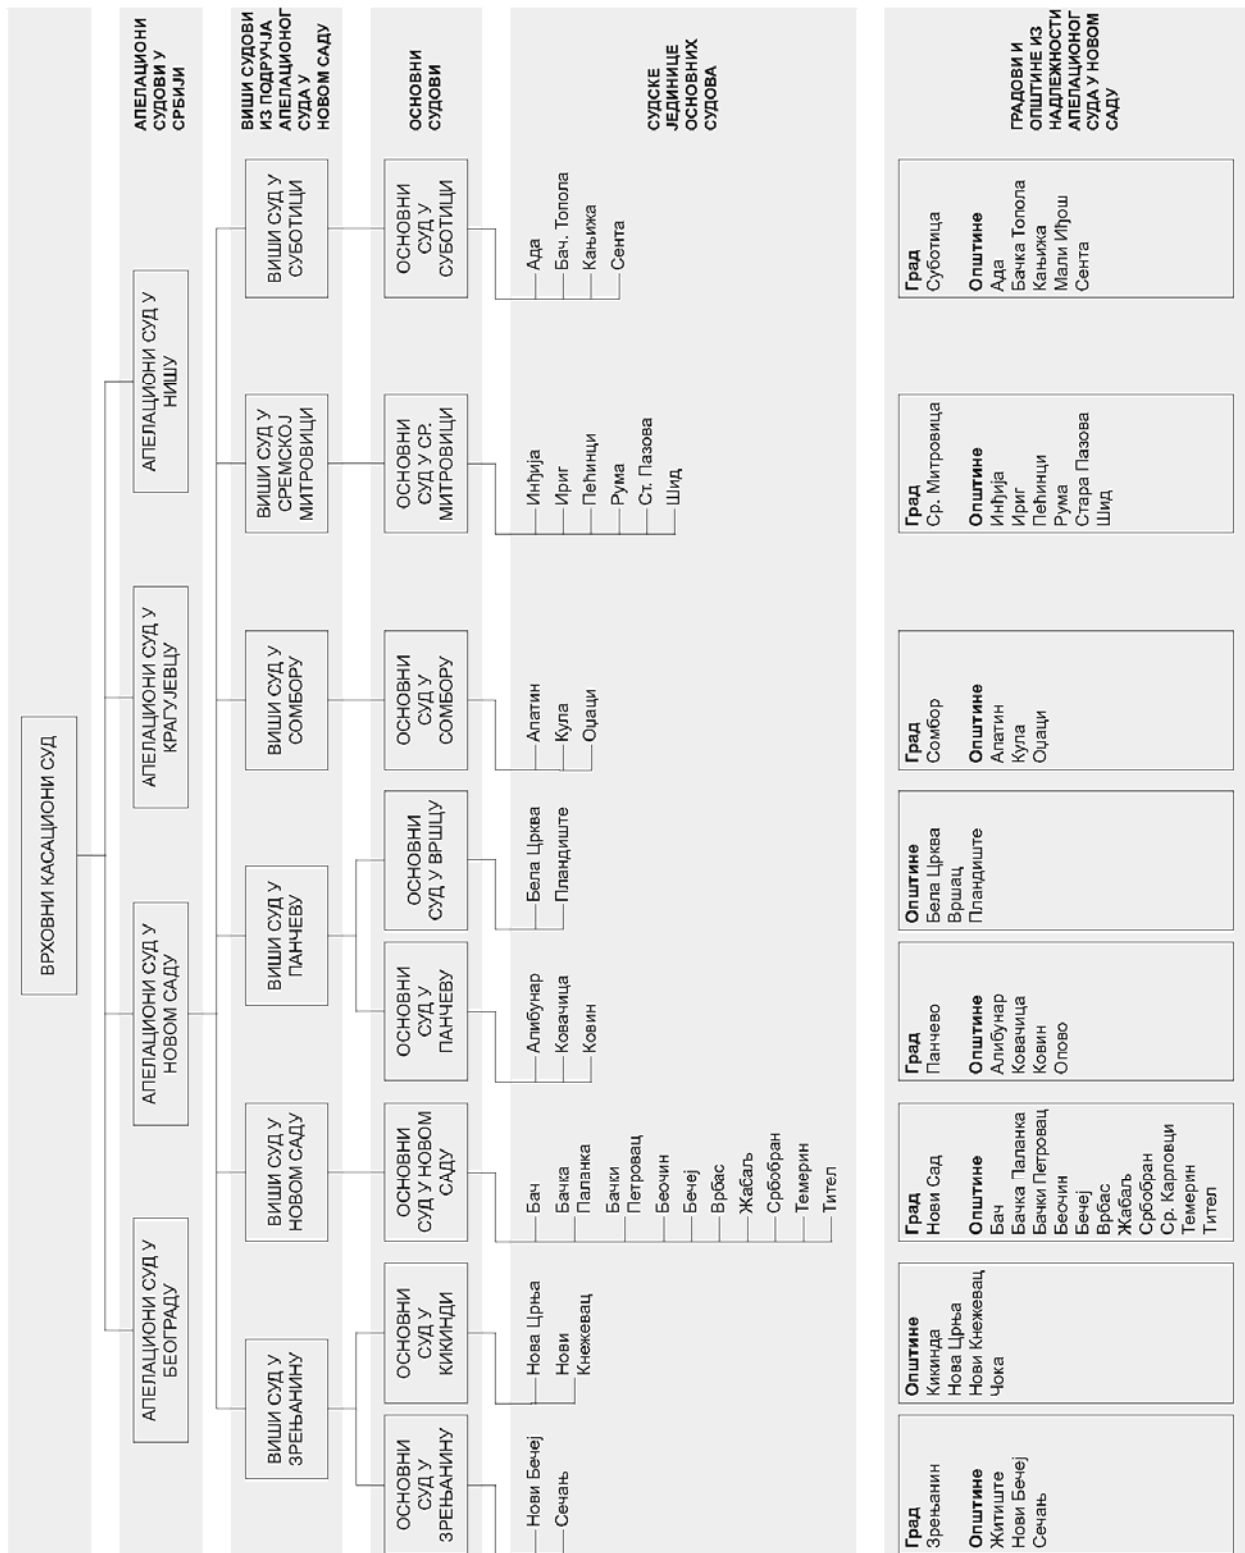 ВРХОВНИ КАСАЦИОНИ СУД
АПЕЛАЦИОНИ СУД У
БЕОГРАДУ
АПЕЛАЦИОНИ СУД У
НОВОМ САДУ
АПЕЛАЦИОНИ СУД У
КРАГУЈЕВЦУ
АПЕЛАЦИОНИ СУД У
НИШУ
АПЕЛАЦИОНИ
СУДОВИ У
СРБИЈИ
ВИШИ СУД У
ЗРЕЊАНИНУ
ВИШИ СУД У
НОВОМ САДУ
ВИШИ СУД У
ПАНЧЕВУ
ВИШИ СУД У
СОМБОРУ
ВИШИ СУД У
СРЕМСКОЈ
МИТРОВИЦИ
ВИШИ СУД У
СУБОТИЦИ
ВИШИ СУДОВИ
ИЗ ПОДРУЧЈА
АПЕЛАЦИОНОГ
СУДА У
НОВОМ САДУ
ОСНОВНИ
СУД У
ЗРЕЊАНИНУ
ОСНОВНИ
СУД У
КИКИНДИ
ОСНОВНИ
СУД У НОВОМ
САДУ
ОСНОВНИ
СУД У
ПАНЧЕВУ
ОСНОВНИ
СУД У ВРШЦУ
ОСНОВНИ
СУД У
СОМБОРУ
ОСНОВНИ
СУД У СР.
МИТРОВИЦИ
ОСНОВНИ
СУД У
СУБОТИЦИ
ОСНОВНИ
СУДОВИ
Нови Бечеј
Сечањ
Нова Црња
Нови
Кнежевац
Бач
Бачка
Паланка
Бачки
Петровац
Беочин
Бечеј
Врбас
Жабаљ
Србобран
Темерин
Тител
Алибунар
Ковачица
Ковин
Бела Црква
Пландиште
Апатин
Кула
Оџаци
Инђија
Ириг
Пећинци
Рума
Ст. Пазова
Шид
Ада
Бач. Топола
Кањижа
Сента
СУДСКЕ
ЈЕДИНИЦЕ
ОСНОВНИХ
СУДОВА
Град
Зрењанин
Општине
Житиште
Нови Бечеј
Сечањ
Општине
Кикинда
Нова Црња
Нови Кнежевац
Чока
Град
Нови Сад
Општине
Бач
Бачка Паланка
Бачки Петровац
Беочин
Бечеј
Врбас
Жабаљ
Србобран
Ср. Карловци
Темерин
Тител
Град
Панчево
Општине
Алибунар
Ковачица
Ковин
Опово
Општине
Бела Црква
Вршац
Пландиште
Град
Сомбор
Општине
Апатин
Кула
Оџаци
Град
Ср. Митровица
Општине
Инђија
Ириг
Пећинци
Рума
Стара Пазова
Шид
Град
Суботица
Општине
Ада
Бачка Топола
Кањижа
Мали Иђош
Сента
ГРАДОВИ И
ОПШТИНЕ ИЗ
НАДЛЕЖНОСТИ
АПЕЛАЦИОНОГ
СУДА У НОВОМ
САДУ